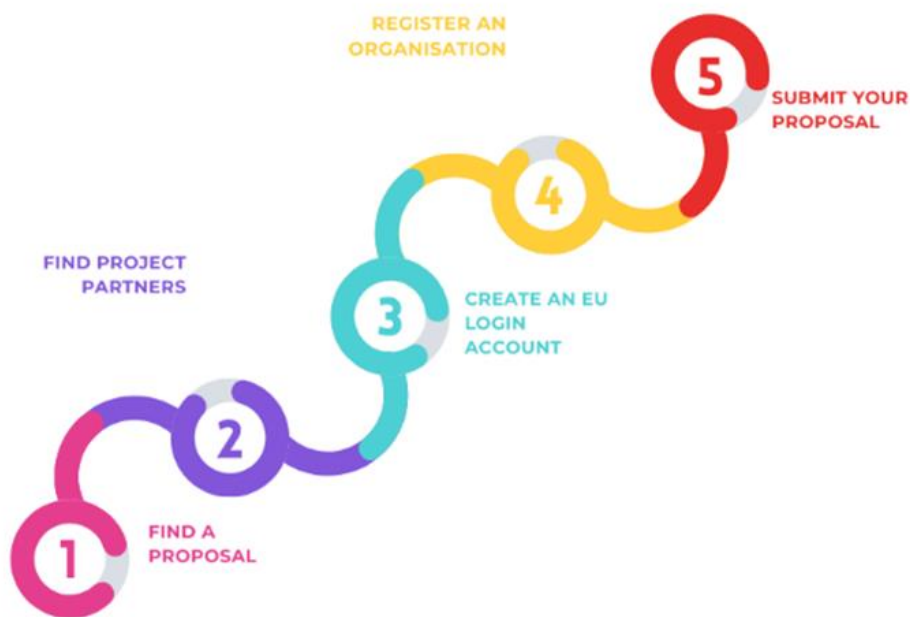 1
FIND A
PROPOSAL
2
FIND PROJECT
PARTNERS
3
CREATE AN EU
LOGIN
ACCOUNT
4
REGISTER AN
ORGANISATION
5
SUBMIT YOUR
PROPOSAL